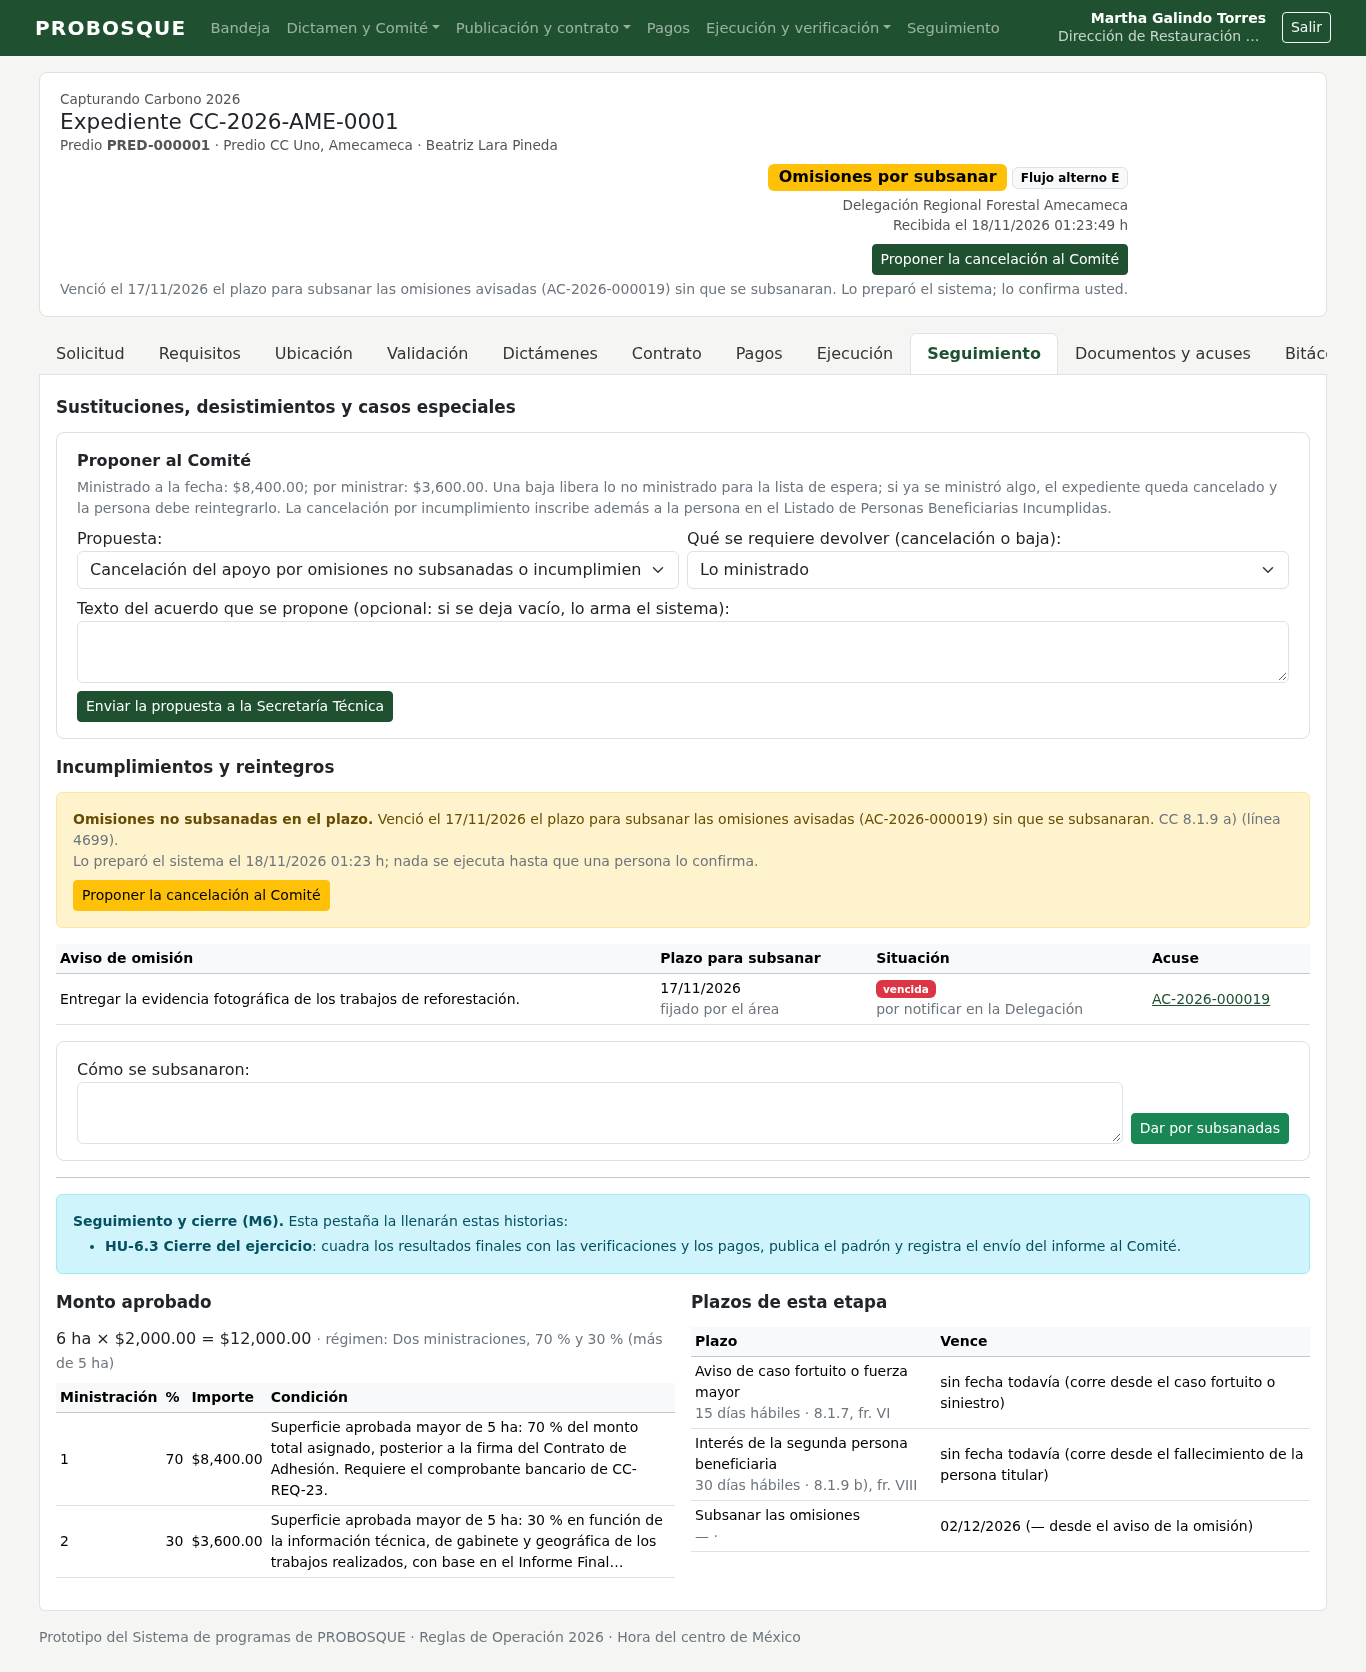 PROBOSQUE Bandeja Dictamen y Comité Publicación y contrato Pagos Ejecución y verificación Seguimiento
Martha Galindo Torres
Dirección de Restauración …
Salir
Capturando Carbono 2026
Expediente CC-2026-AME-0001
Predio PRED-000001 · Predio CC Uno, Amecameca · Beatriz Lara Pineda
Omisiones por subsanar Flujo alterno E
Delegación Regional Forestal Amecameca
Recibida el 18/11/2026 01:23:49 h
Proponer la cancelación al Comité
Venció el 17/11/2026 el plazo para subsanar las omisiones avisadas (AC-2026-000019) sin que se subsanaran. Lo preparó el sistema; lo confirma usted.
Solicitud Requisitos Ubicación Validación Dictámenes Contrato Pagos Ejecución Seguimiento Documentos y acuses
Sustituciones, desistimientos y casos especiales
Proponer al Comité
Ministrado a la fecha: $8,400.00; por ministrar: $3,600.00. Una baja libera lo no ministrado para la lista de espera; si ya se ministró algo, el expediente queda cancelado y
la persona debe reintegrarlo. La cancelación por incumplimiento inscribe además a la persona en el Listado de Personas Beneficiarias Incumplidas.
Propuesta:
Qué se requiere devolver (cancelación o baja):
Cancelación del apoyo por omisiones no subsanadas o incumplimien
Lo ministrado
Texto del acuerdo que se propone (opcional: si se deja vacío, lo arma el sistema):
Enviar la propuesta a la Secretaría Técnica
Incumplimientos y reintegros
Omisiones no subsanadas en el plazo. Venció el 17/11/2026 el plazo para subsanar las omisiones avisadas (AC-2026-000019) sin que se subsanaran. CC 8.1.9 a) (línea
4699).
Lo preparó el sistema el 18/11/2026 01:23 h; nada se ejecuta hasta que una persona lo confirma.
Proponer la cancelación al Comité
Aviso de omisión Plazo para subsanar Situación Acuse
Entregar la evidencia fotográfica de los trabajos de reforestación.
17/11/2026
fijado por el área
vencida
por notificar en la Delegación
AC-2026-000019
Cómo se subsanaron:
Dar por subsanadas
Seguimiento y cierre (M6). Esta pestaña la llenarán estas historias:
• HU-6.3 Cierre del ejercicio: cuadra los resultados finales con las verificaciones y los pagos, publica el padrón y registra el envío del informe al Comité.
Monto aprobado
6 ha × $2,000.00 = $12,000.00 · régimen: Dos ministraciones, 70 % y 30 % (más
de 5 ha)
Ministración % Importe Condición
1 70 $8,400.00
Superficie aprobada mayor de 5 ha: 70 % del monto
total asignado, posterior a la firma del Contrato de
Adhesión. Requiere el comprobante bancario de CC-
REQ-23.
2 30 $3,600.00
Superficie aprobada mayor de 5 ha: 30 % en función de
la información técnica, de gabinete y geográfica de los
trabajos realizados, con base en el Informe Final…
Plazos de esta etapa
Plazo Vence
Aviso de caso fortuito o fuerza
mayor
15 días hábiles · 8.1.7, fr. VI
sin fecha todavía (corre desde el caso fortuito o
siniestro)
Interés de la segunda persona
beneficiaria
30 días hábiles · 8.1.9 b), fr. VIII
sin fecha todavía (corre desde el fallecimiento de la
persona titular)
Subsanar las omisiones
— ·
02/12/2026 (— desde el aviso de la omisión)
Prototipo del Sistema de programas de PROBOSQUE · Reglas de Operación 2026 · Hora del centro de México